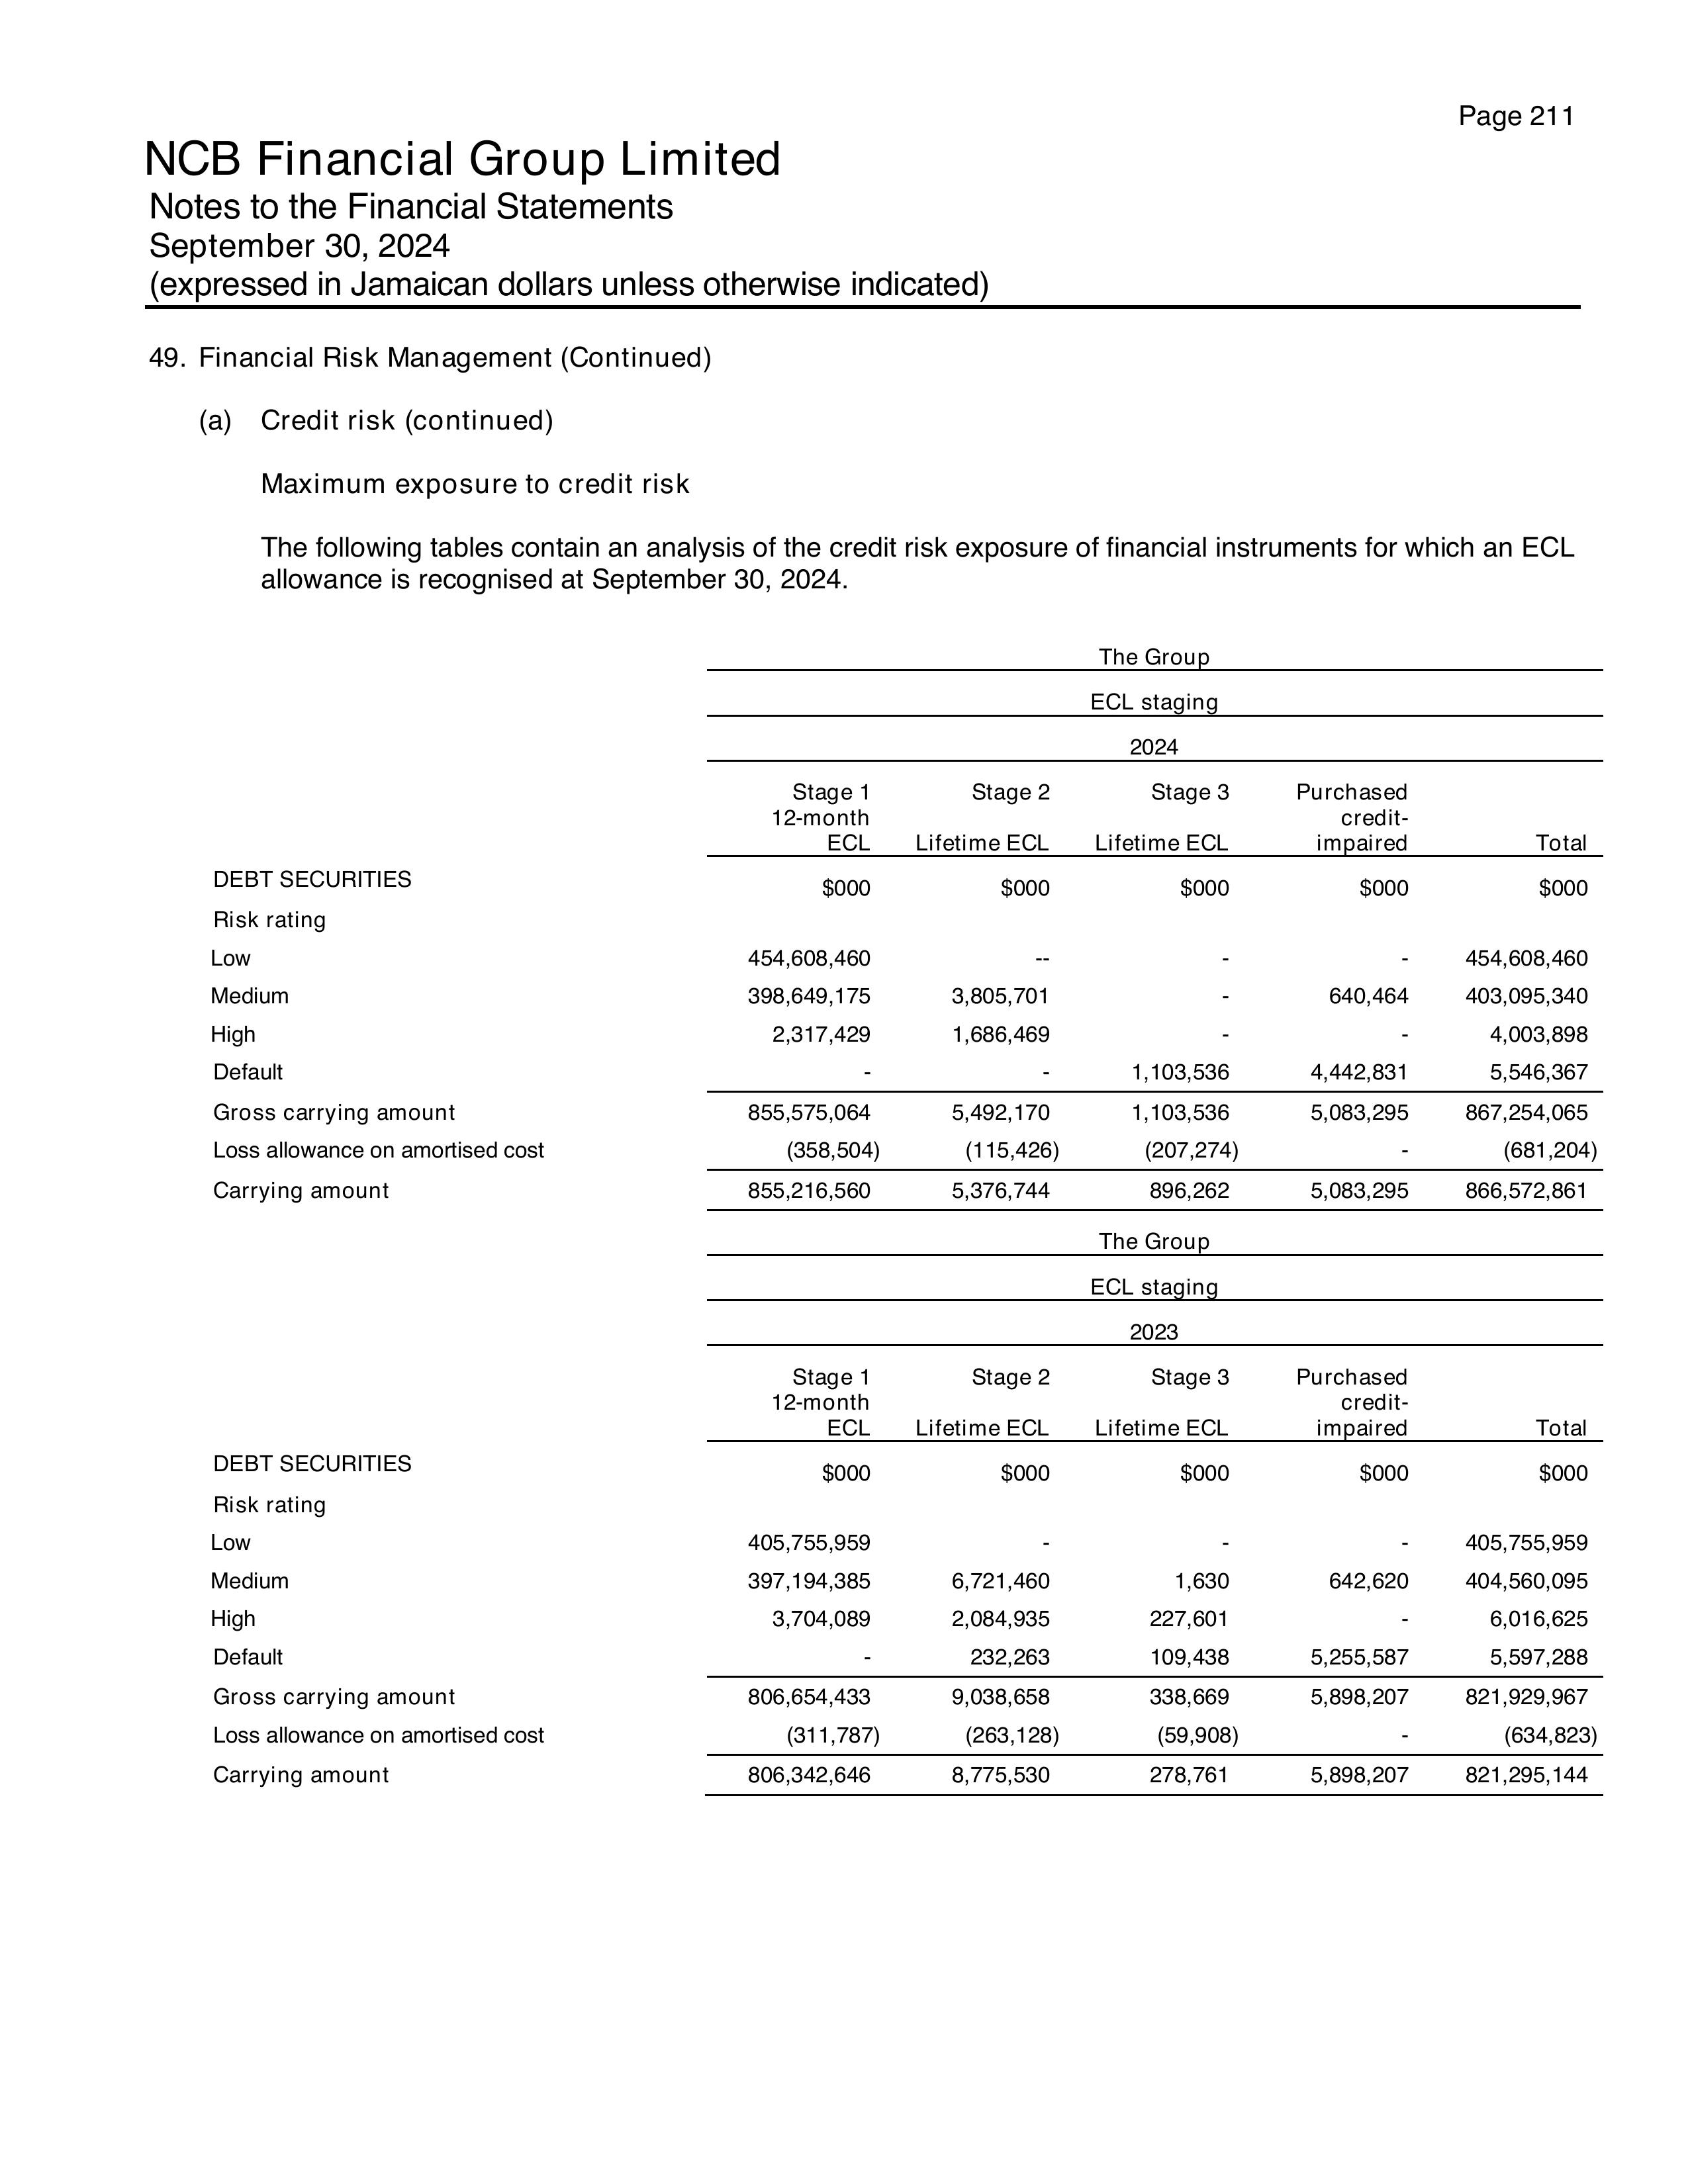 Page 211
NCB Financial Group Limited
Notes to the Financial Statements
September 30, 2024
(expressed in Jamaican dollars unless otherwise indicated)
49. Financial Risk Management (Continued)
(a) Credit risk (continued)
Maximum exposure to credit risk
The following tables contain an analysis of the credit risk exposure of financial instruments for which an ECL
allowance is recognised at September 30, 2024.
The Group
ECL staging
2024
Stage 1 Stage 2 Stage 3 Purchased
12-month credit-
ECL Lifetime ECL Lifetime ECL impaired Total
DEBT SECURITIES $000 $000 $000 $000 $000
Risk rating
Low 454,608,460 -- - - 454,608,460
Medium 398,649,175 3,805,701 - 640,464 403,095,340
High 2,317,429 1,686,469 - - 4,003,898
Default - - 1,103,536 4,442,831 5,546,367
Gross carrying amount 855,575,064 5,492,170 1,103,536 5,083,295 867,254,065
Loss allowance on amortised cost (358,504) (115,426) (207,274) - (681,204)
Carrying amount 855,216,560 5,376,744 896,262 5,083,295 866,572,861
The Group
ECL staging
2023
Stage 1 Stage 2 Stage 3 Purchased
12-month credit-
ECL Lifetime ECL Lifetime ECL impaired Total
DEBT SECURITIES $000 $000 $000 $000 $000
Risk rating
Low 405,755,959 - - - 405,755,959
Medium 397,194,385 6,721,460 1,630 642,620 404,560,095
High 3,704,089 2,084,935 227,601 - 6,016,625
Default - 232,263 109,438 5,255,587 5,597,288
Gross carrying amount 806,654,433 9,038,658 338,669 5,898,207 821,929,967
Loss allowance on amortised cost (311,787) (263,128) (59,908) - (634,823)
Carrying amount 806,342,646 8,775,530 278,761 5,898,207 821,295,144